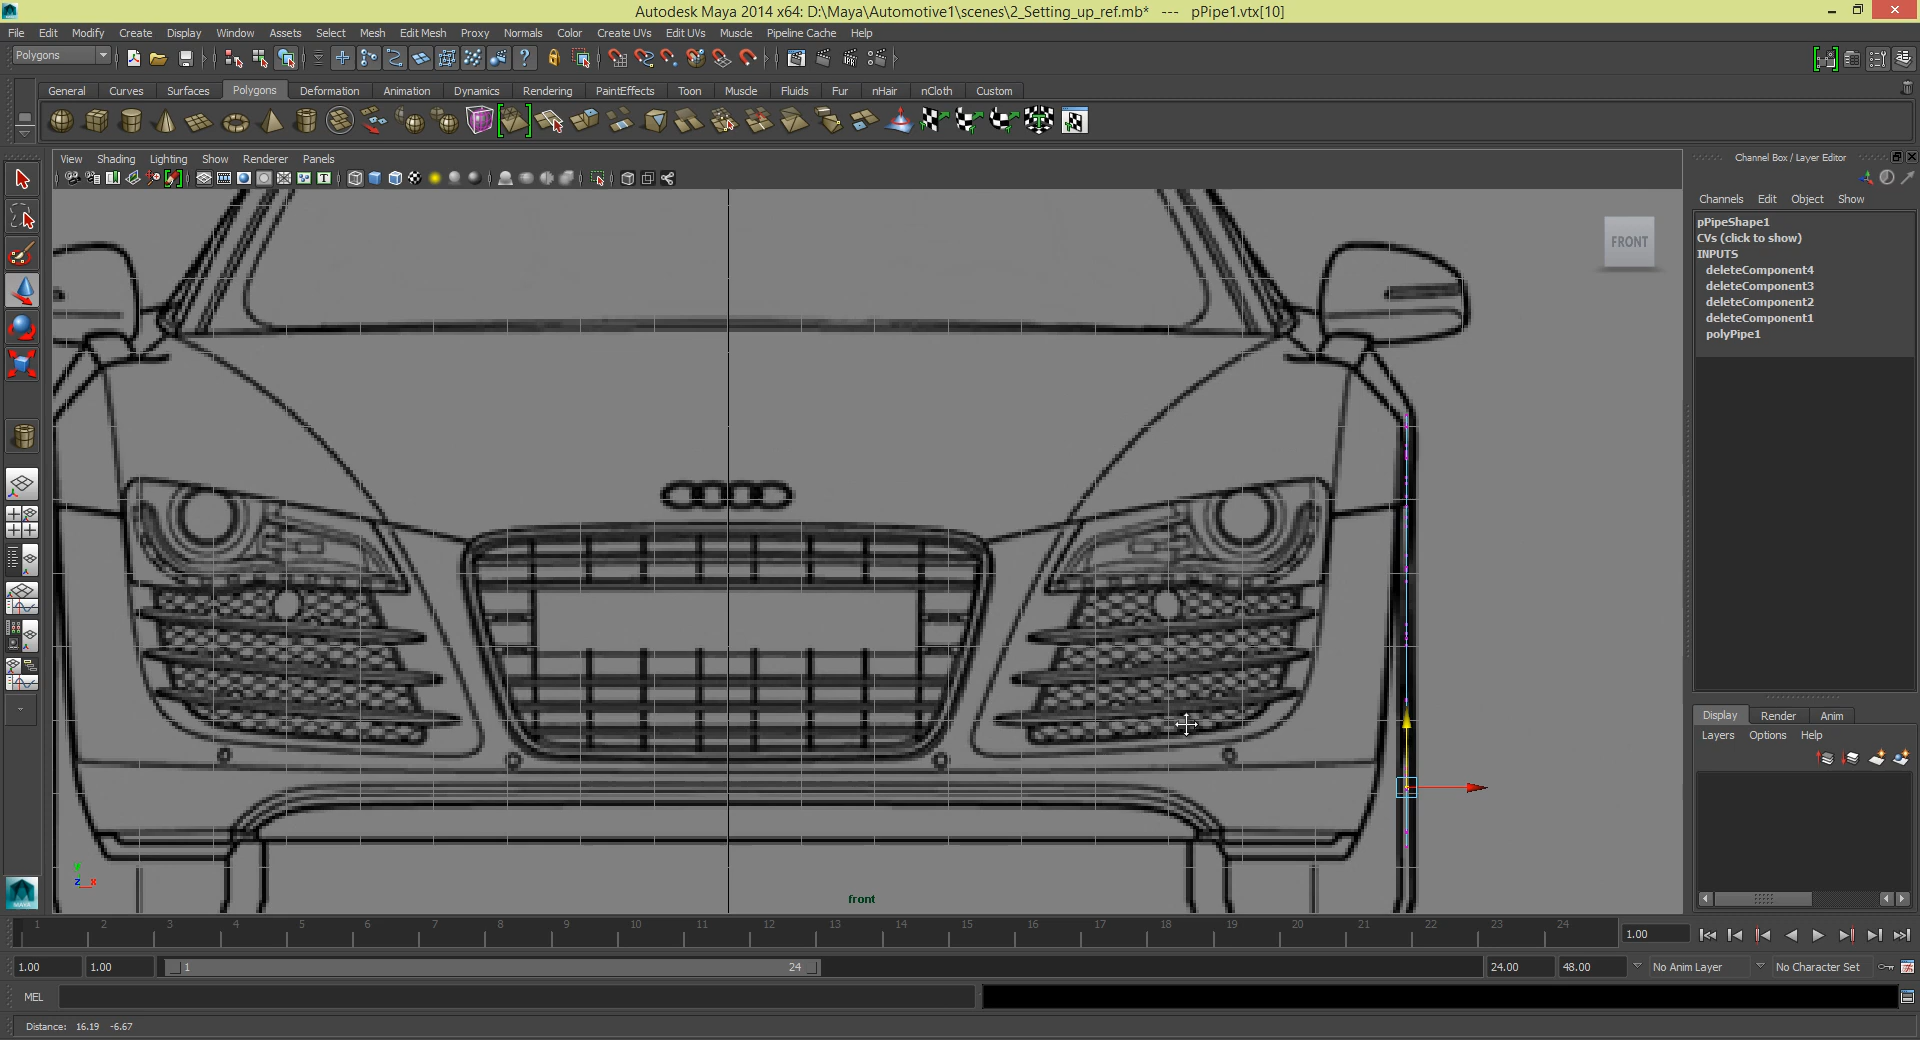 Autodesk Maya 2014 x64: D:\Maya\Automotive1\scenes\2_Setting_up_ref.mb* --- pPipe1.vtx[10]
File Edit Modify Create Display Window Assets Select Mesh Edit Mesh Proxy Normals Color Create UVs Edit UVs Muscle Pipeline Cache Help
Polygons
General Curves Surfaces Polygons Deformation Animation Dynamics Rendering PaintEffects Toon Muscle Fluids Fur nHair nCloth Custom
View Shading Lighting Show Renderer Panels
Channel Box / Layer Editor
Channels Edit Object Show
pPipeShape1
CVs (click to show)
INPUTS
deleteComponent4
deleteComponent3
deleteComponent2
deleteComponent1
polyPipe1
FRONT
Display Render Anim
Layers Options Help
z x
front
1 2 3 4 5 6 7 8 9 10 11 12 13 14 15 16 17 18 19 20 21 22 23 24
1.00
1.00 1.00 1 24 24.00 48.00 No Anim Layer No Character Set
MEL
Distance: 16.19 -6.67